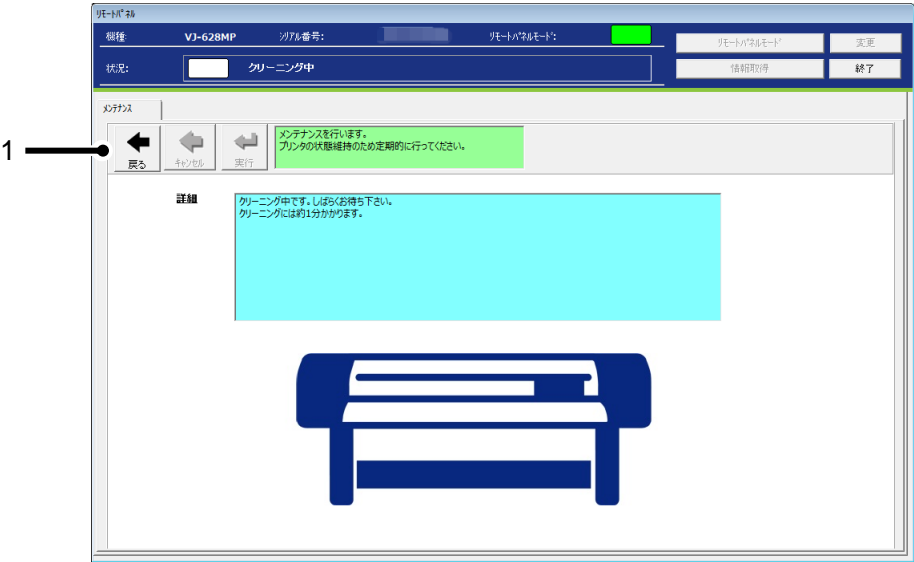 リモートパネル
機種: VJ-628MP シリアル番号: リモートパネルモード:
リモートパネルモード 変更
状況: クリーニング中
情報取得 終了
メンテナンス
1
戻る キャンセル 実行
メンテナンスを行います。
プリンタの状態維持のため定期的に行ってください。
詳細
クリーニング中です。しばらくお待ち下さい。
クリーニングには約1分かかります。